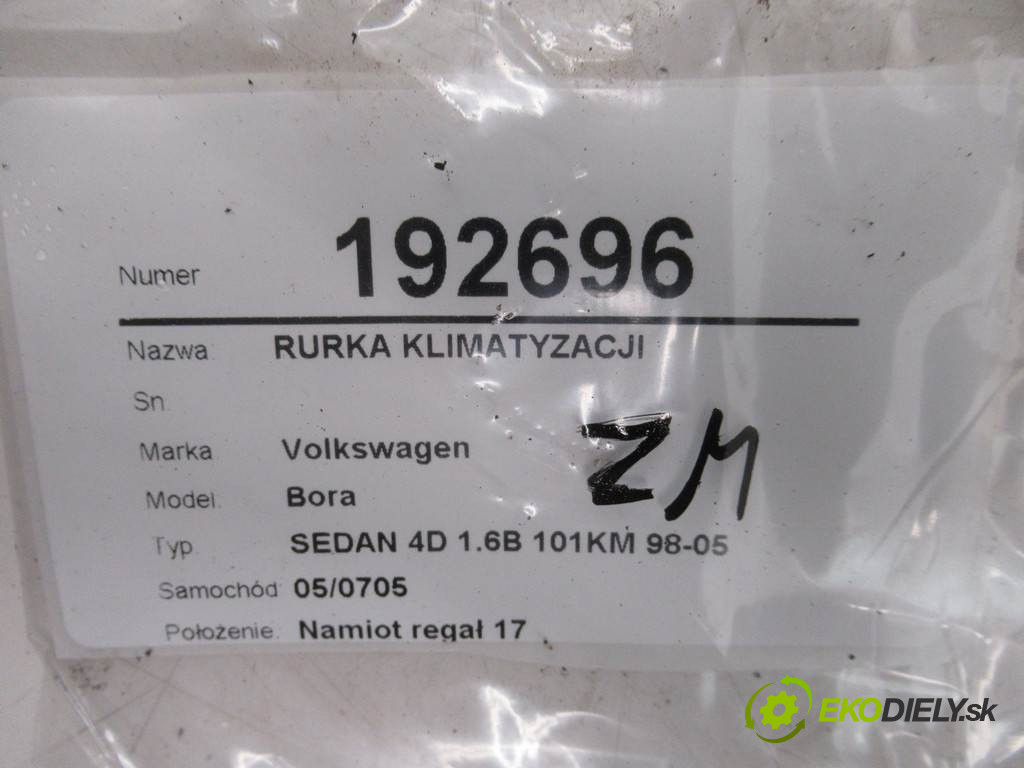 Numer 192696
Nazwa: RURKA KLIMATYZACJI
Sn.
Marka Volkswagen
Model. Bora
Typ SEDAN 4D 1.6B 101KM 98-05
Samochód 05/0705
Położenie. Namiot regał 17
ZM
EKODIELY.sk